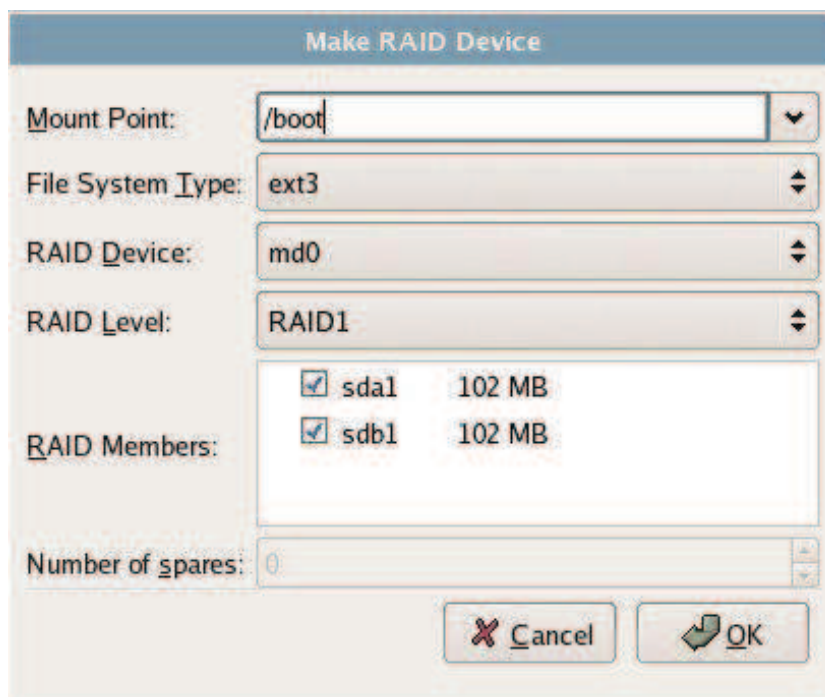 Make RAID Device
Mount Point: /boot
File System Type: ext3
RAID Device: md0
RAID Level: RAID1
sda1 102 MB
sdb1 102 MB
RAID Members:
Number of spares: 0
Cancel OK